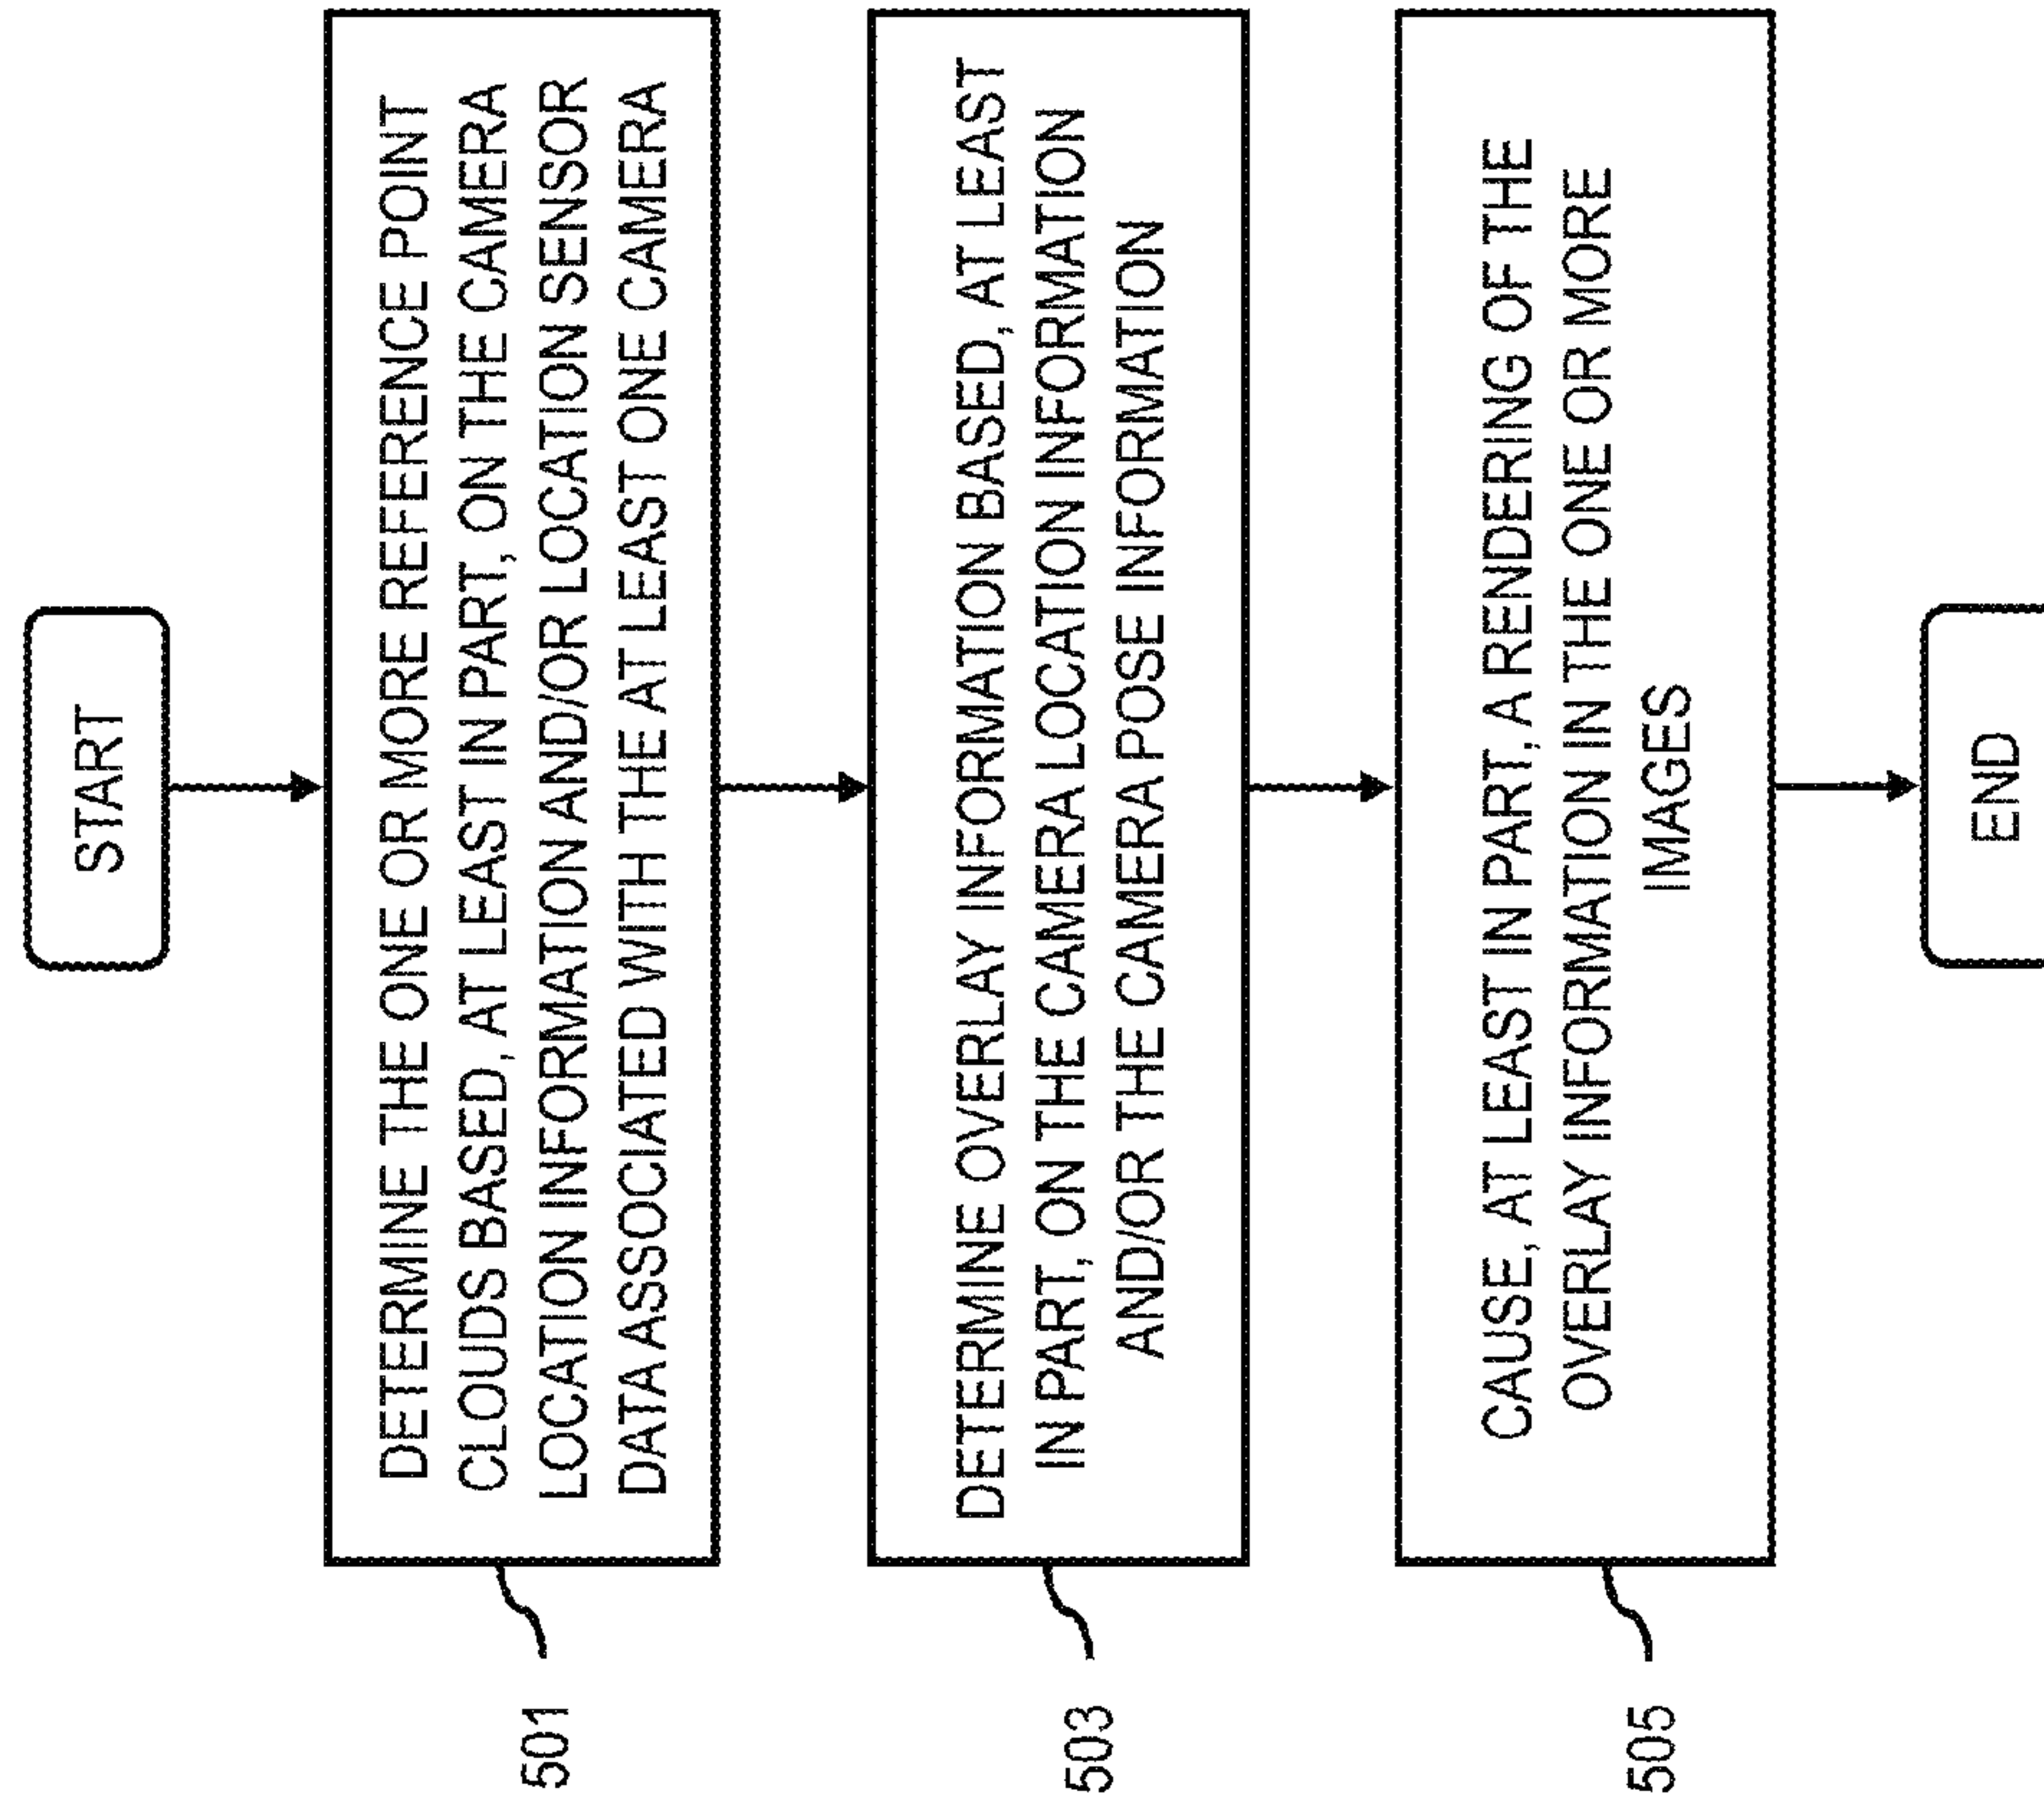 START
DETERMINE THE ONE OR MORE REFERENCE POINT
CLOUDS BASED, AT LEAST IN PART, ON THE CAMERA
LOCATION INFORMATION AND/OR LOCATION SENSOR
DATA ASSOCIATED WITH THE AT LEAST ONE CAMERA
501
DETERMINE OVERLAY INFORMATION BASED, AT LEAST
IN PART, ON THE CAMERA LOCATION INFORMATION
AND/OR THE CAMERA POSE INFORMATION
503
CAUSE, AT LEAST IN PART, A RENDERING OF THE
OVERLAY INFORMATION IN THE ONE OR MORE
IMAGES
505
END